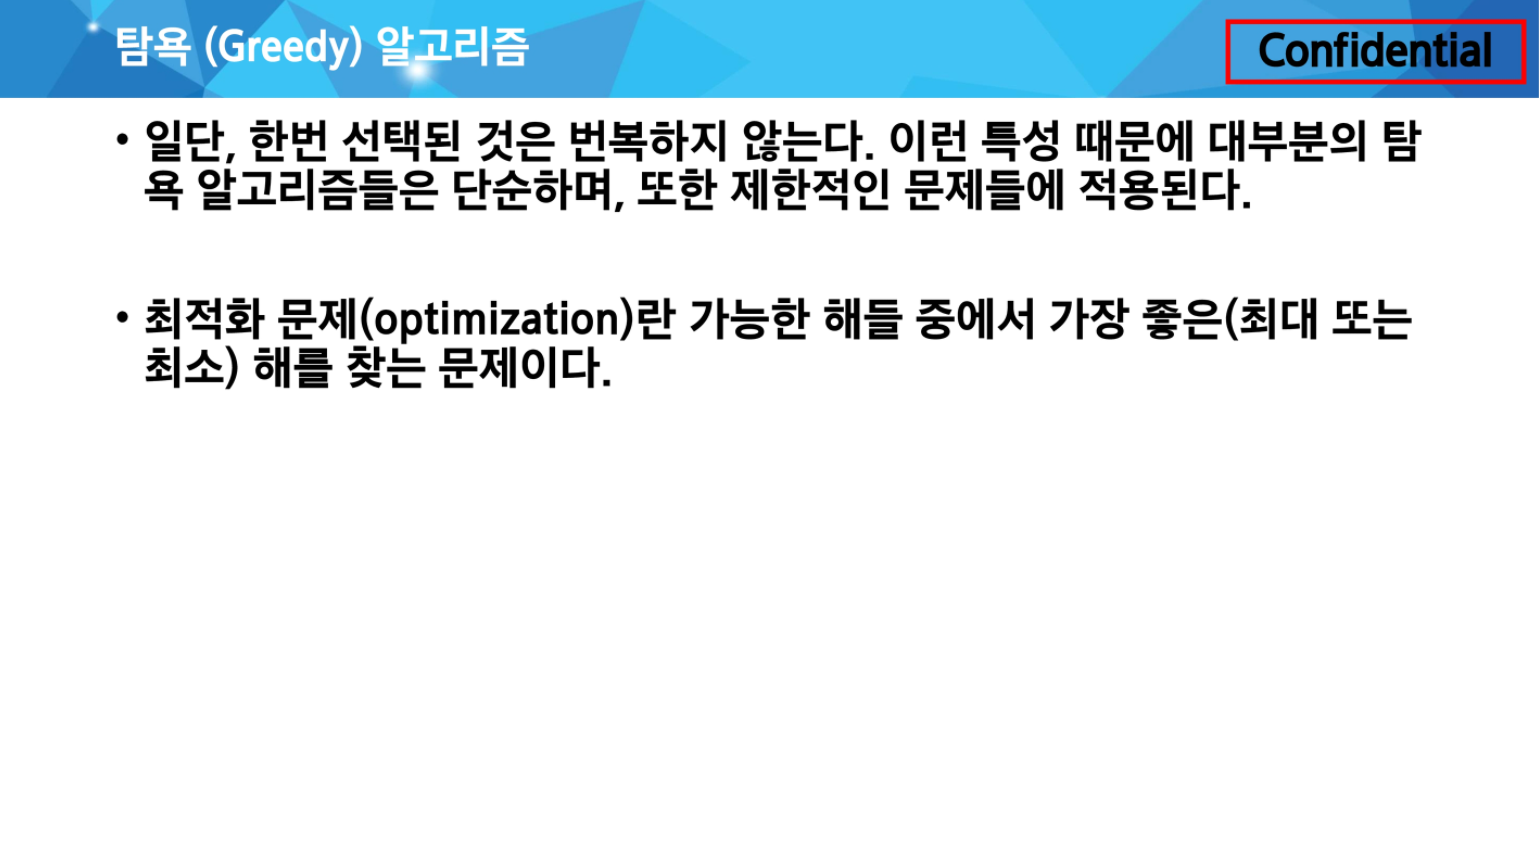 탐욕 (Greedy) 알고리즘
Confidential
• 일단, 한번 선택된 것은 번복하지 않는다. 이런 특성 때문에 대부분의 탐
욕 알고리즘들은 단순하며, 또한 제한적인 문제들에 적용된다.
• 최적화 문제(optimization)란 가능한 해들 중에서 가장 좋은(최대 또는
최소) 해를 찾는 문제이다.